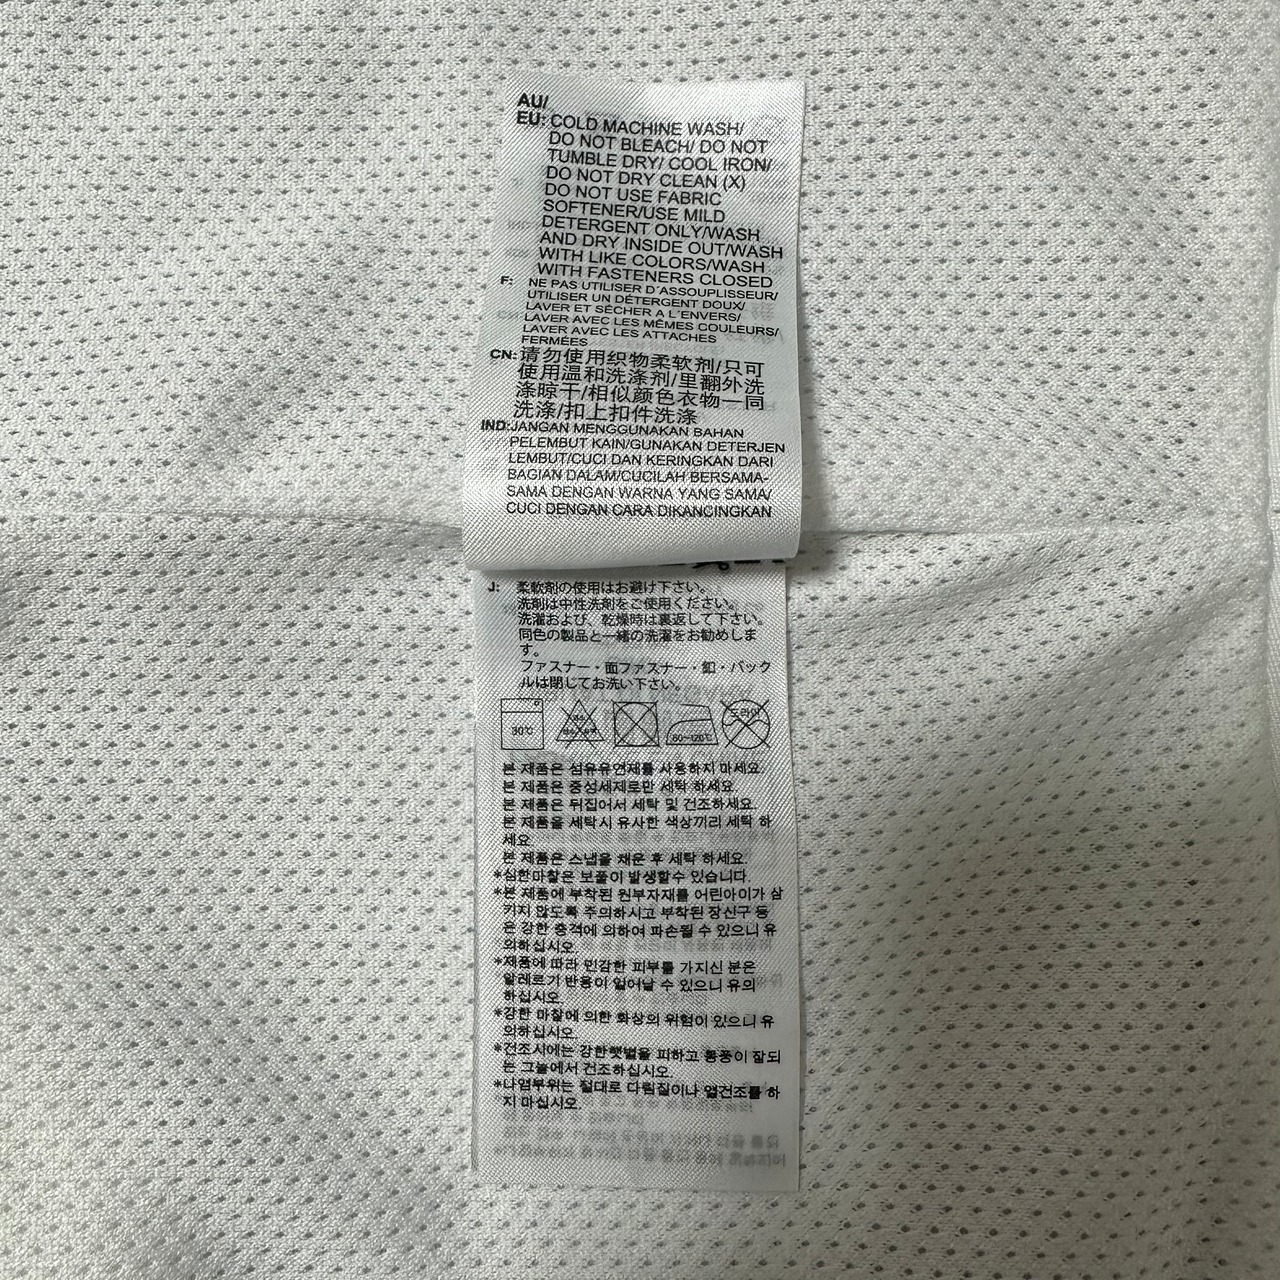 AU/
EU: COLD MACHINE WASH/
DO NOT BLEACH/ DO NOT
TUMBLE DRY/ COOL IRON/
DO NOT DRY CLEAN (X)
DO NOT USE FABRIC
SOFTENER/USE MILD
DETERGENT ONLY/WASH
AND DRY INSIDE OUT/WASH
WITH LIKE COLORS/WASH
WITH FASTENERS CLOSED
F: NE PAS UTILISER D'ASSOUPLISSEUR/
UTILISER UN DÉTERGENT DOUX/
LAVER ET SÉCHER A L'ENVERS/
LAVER AVEC LES MÊMES COULEURS/
LAVER AVEC LES ATTACHES
FERMÉES
CN: 请勿使用织物柔软剂/只可
使用温和洗涤剂/里翻外洗
涤晾干/相似颜色衣物一同
洗涤/扣上扣件洗涤
IND: JANGAN MENGGUNAKAN BAHAN
PELEMBUT KAIN/GUNAKAN DETERJEN
LEMBUT/CUCI DAN KERINGKAN DARI
BAGIAN DALAM/CUCILAH BERSAMA-
SAMA DENGAN WARNA YANG SAMA/
CUCI DENGAN CARA DIKANCINGKAN
J: 柔軟剤の使用はお避け下さい。
洗剤は中性洗剤をご使用ください。
洗濯および、乾燥時は裏返して下さい。
同色の製品と一緒の洗濯をお勧めしま
す。
ファスナー・面ファスナー・釦・バック
ルは閉じてお洗い下さい。
30℃
80~120℃
드라이
본 제품은 섬유유연제를 사용하지 마세요.
본 제품은 중성세제로만 세탁 하세요.
본 제품은 뒤집어서 세탁 및 건조하세요.
본 제품을 세탁시 유사한 색상끼리 세탁 하
세요.
본 제품은 스냅을 채운 후 세탁 하세요.
*심한마찰은 보풀이 발생할수 있습니다.
*본 제품에 부착된 원부자재를 어린아이가 삼
키지 않도록 주의하시고 부착된 장신구 등
은 강한 충격에 의하여 파손될 수 있으니 유
의하십시오.
*제품에 따라 민감한 피부를 가지신 분은
알레르기 반응이 일어날 수 있으니 유의
하십시오.
*강한 마찰에 의한 화상의 위험이 있으니 유
의하십시오.
*건조시에는 강한햇볕을 피하고 통풍이 잘되
는 그늘에서 건조하십시오.
*나염부위는 절대로 다림질이나 열건조를 하
지 마십시오.